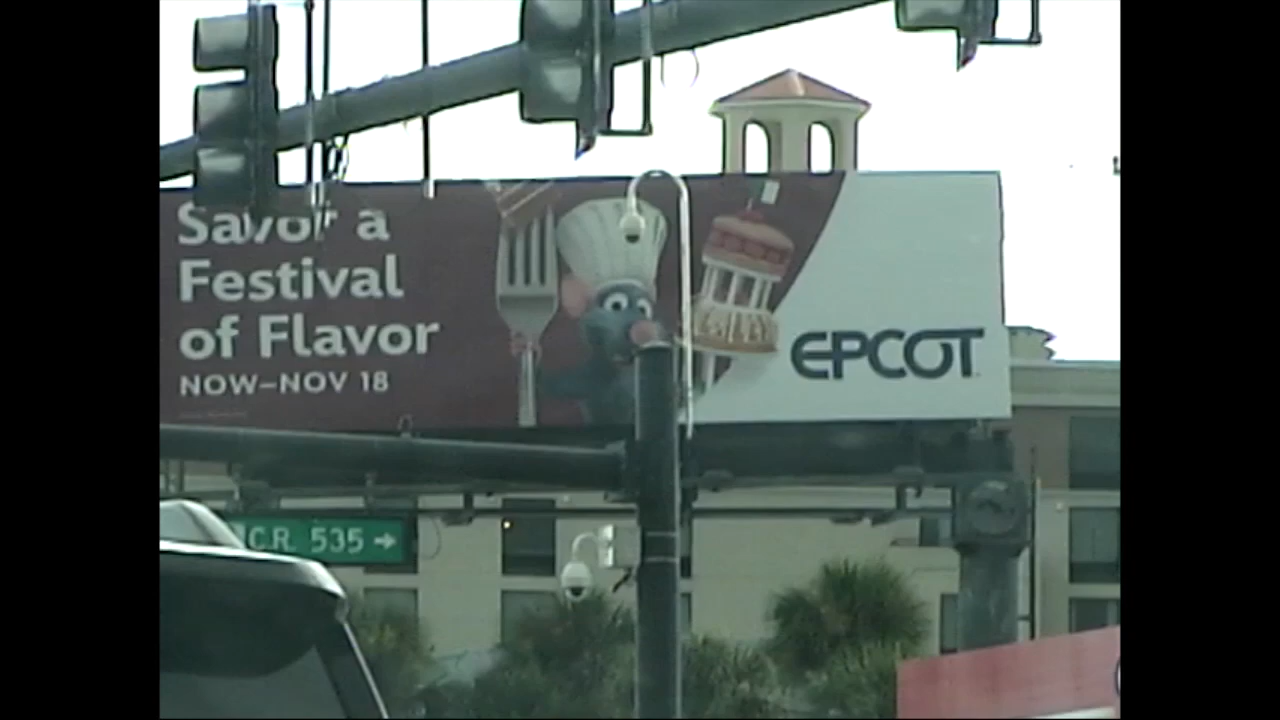 Savor a
Festival
of Flavor
NOW–NOV 18
EPCOT
C.R. 535 →